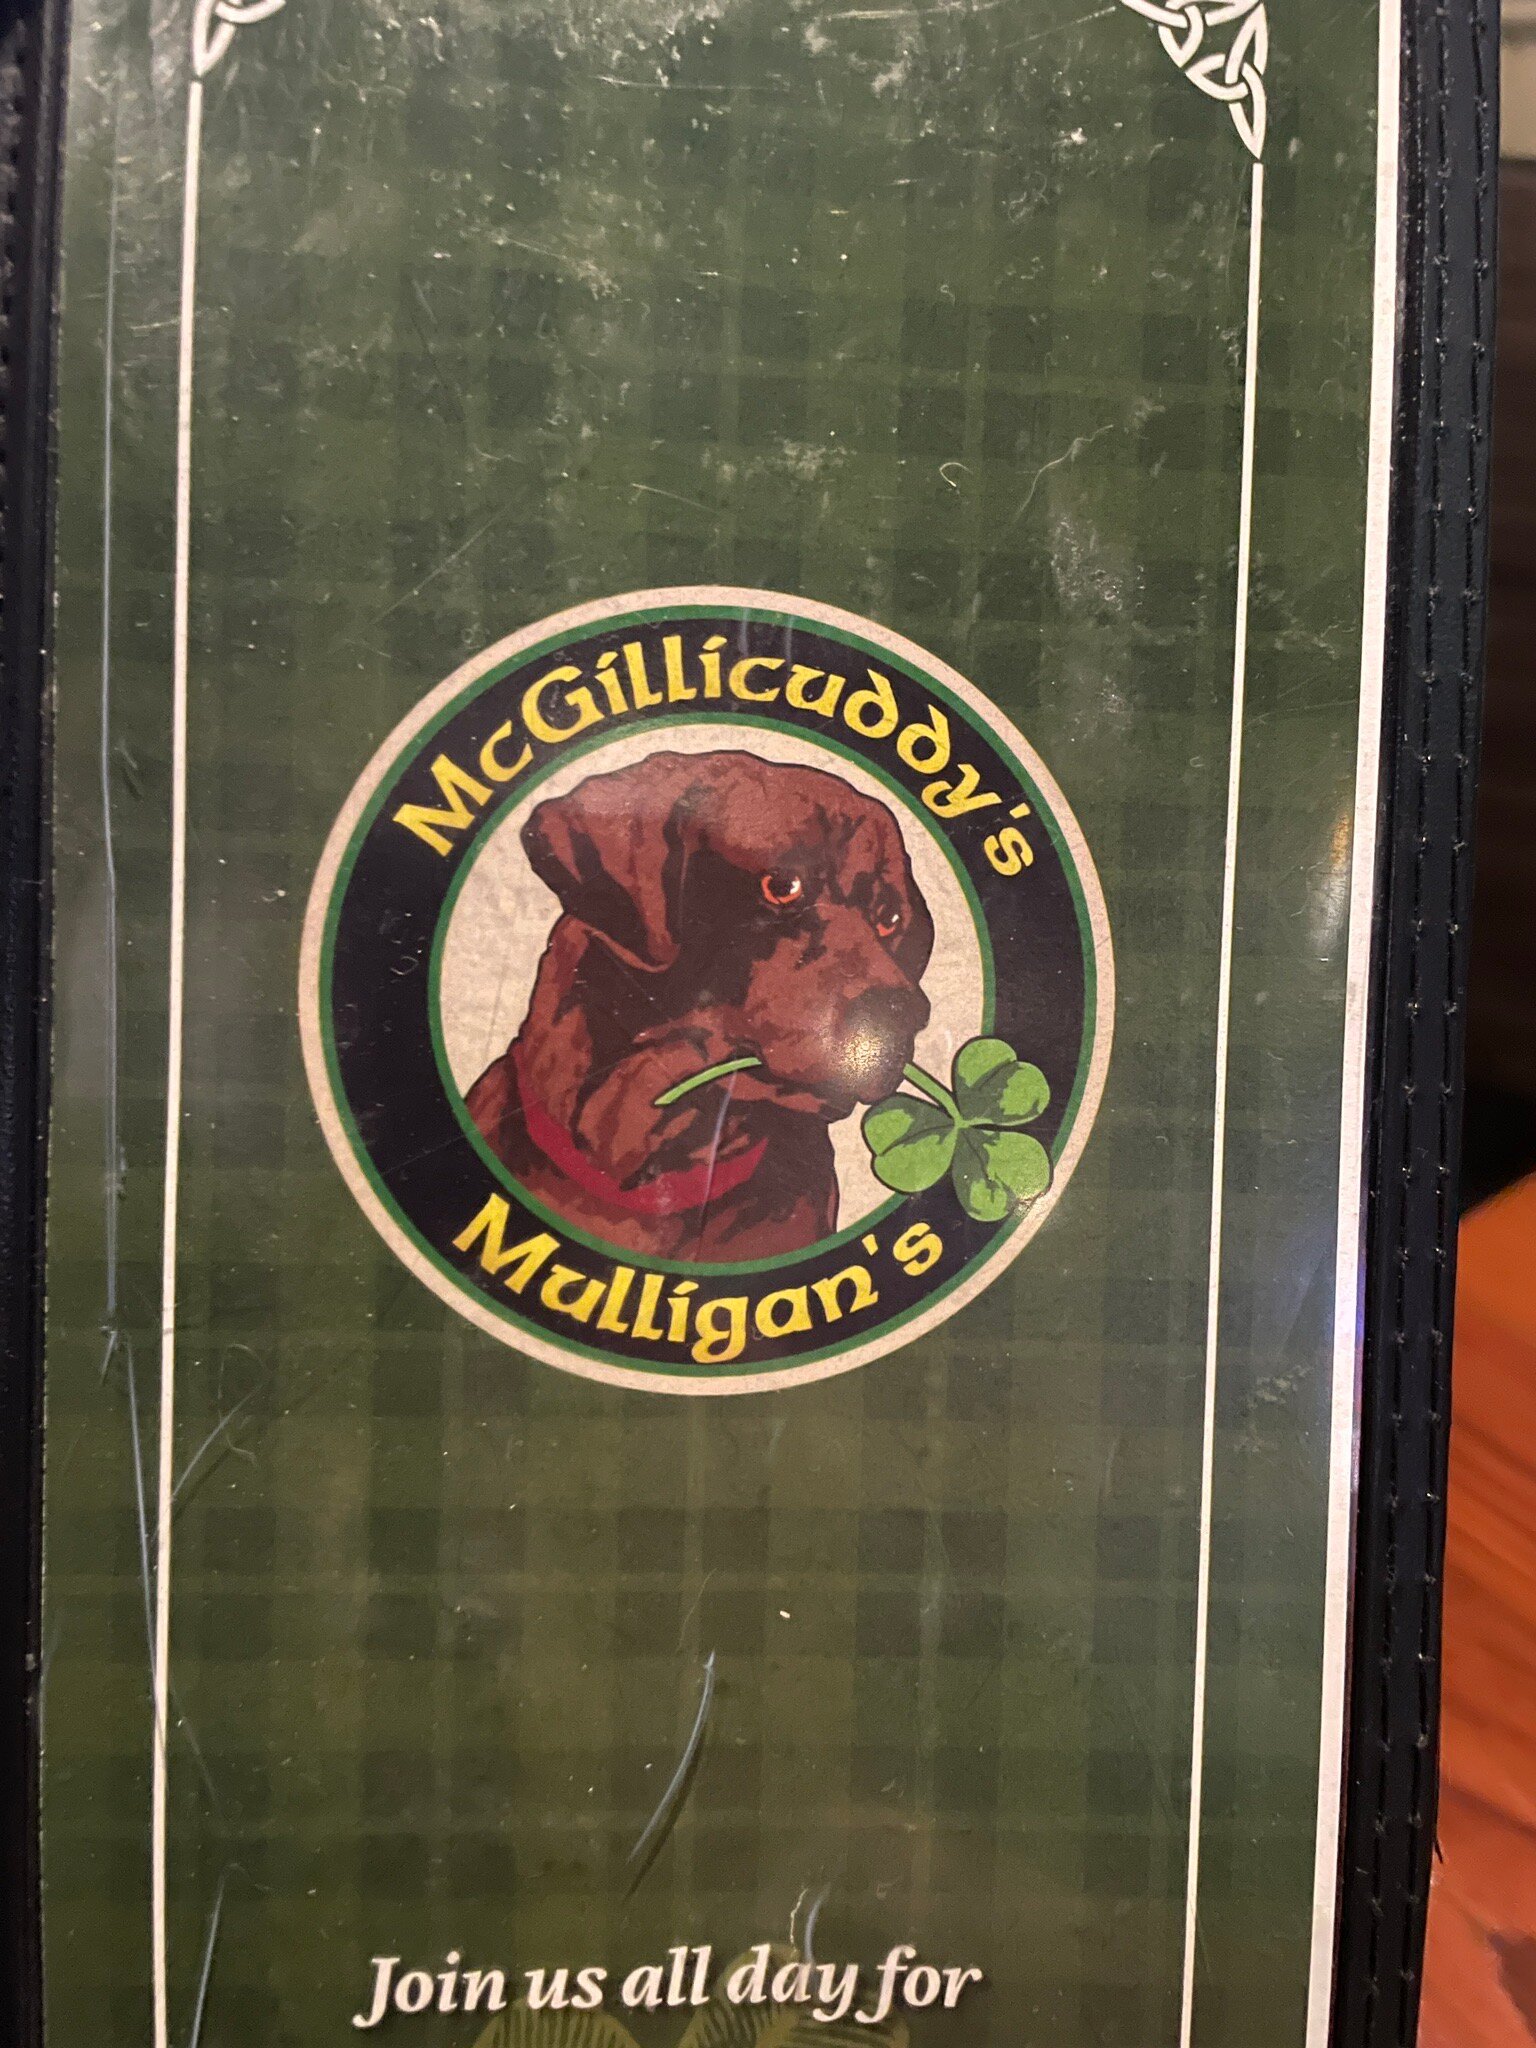 McGillicuddy's
Mulligan's
Join us all day for